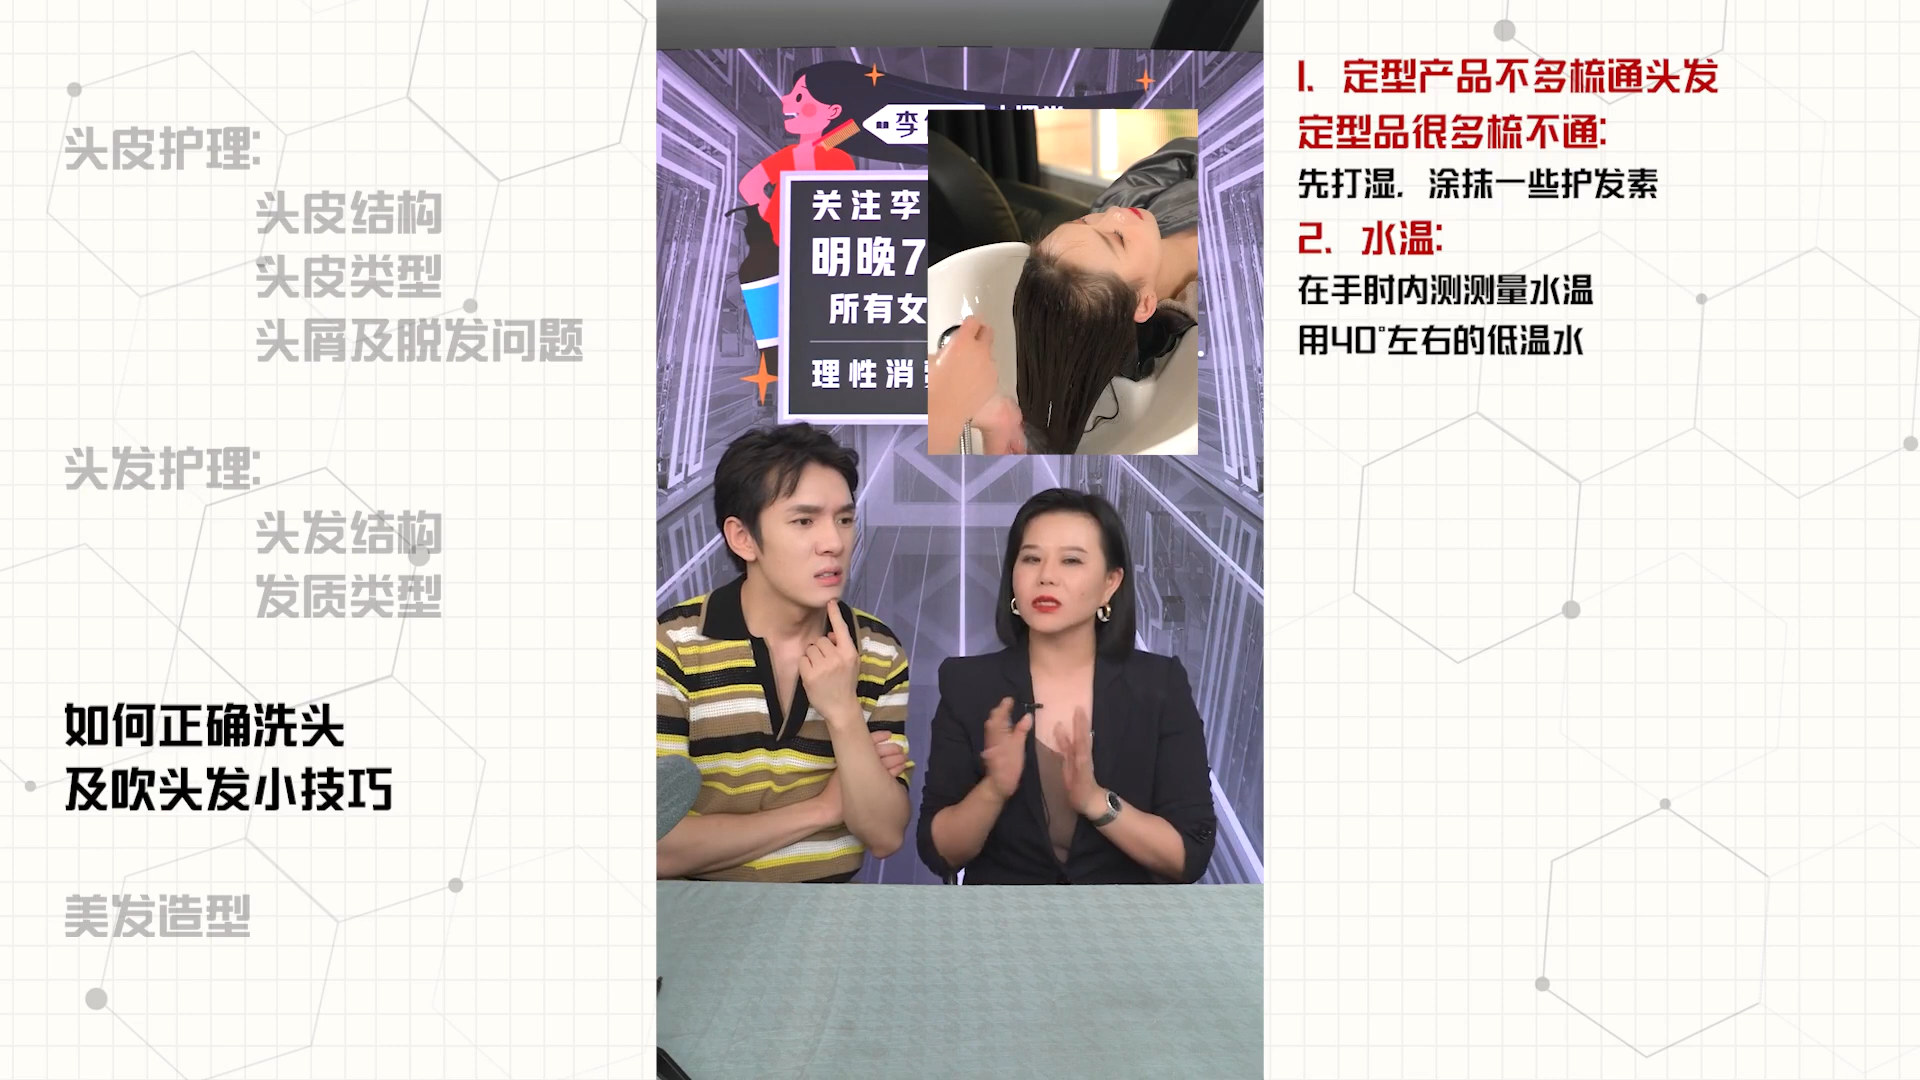 头皮护理:
头皮结构
头皮类型
头屑及脱发问题
头发护理:
头发结构
发质类型
如何正确洗头
及吹头发小技巧
美发造型
李
关注李
明晚7
所有女
理性消
1. 定型产品不多梳通头发
定型品很多梳不通:
先打湿, 涂抹一些护发素
2. 水温:
在手肘内测测量水温
用40°左右的低温水